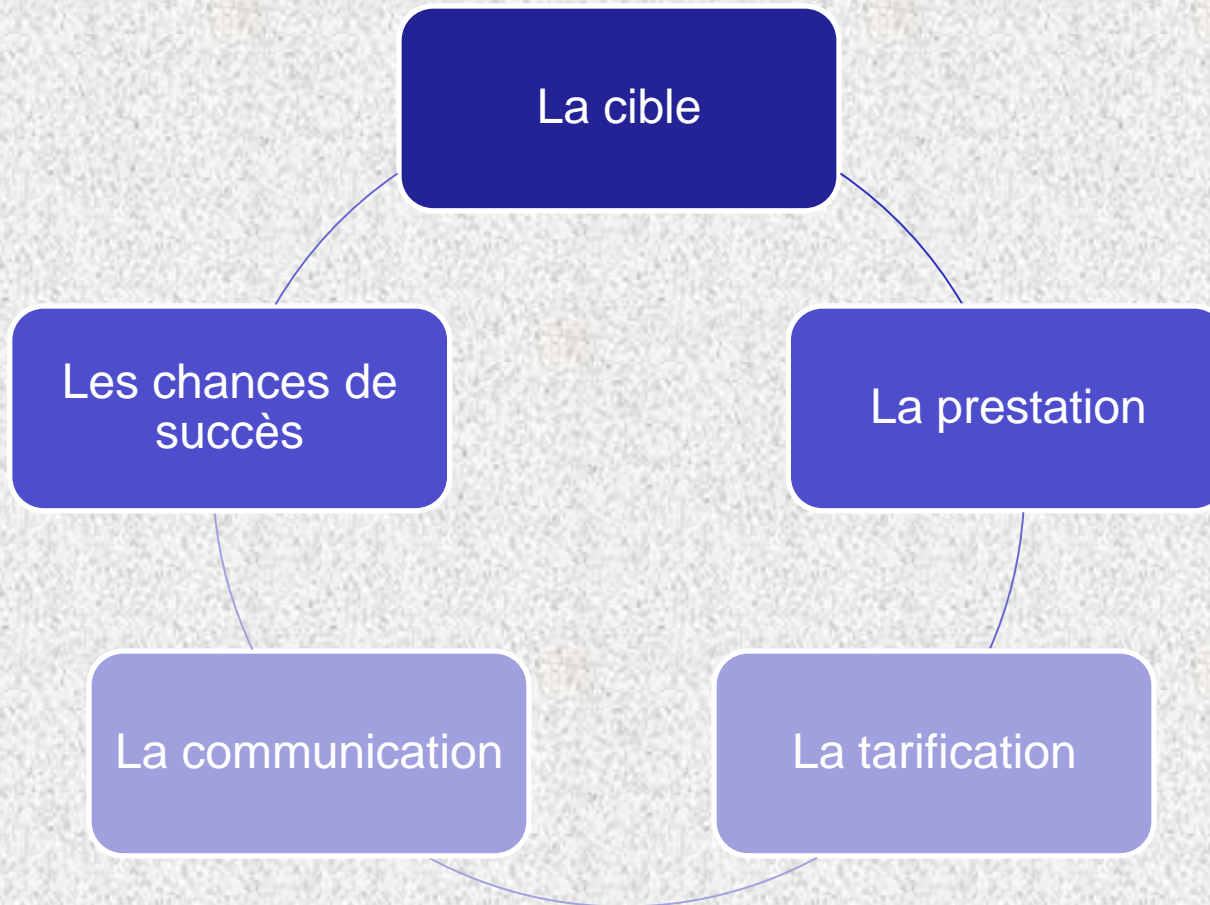 La cible
Les chances de
succès
La prestation
La communication
La tarification